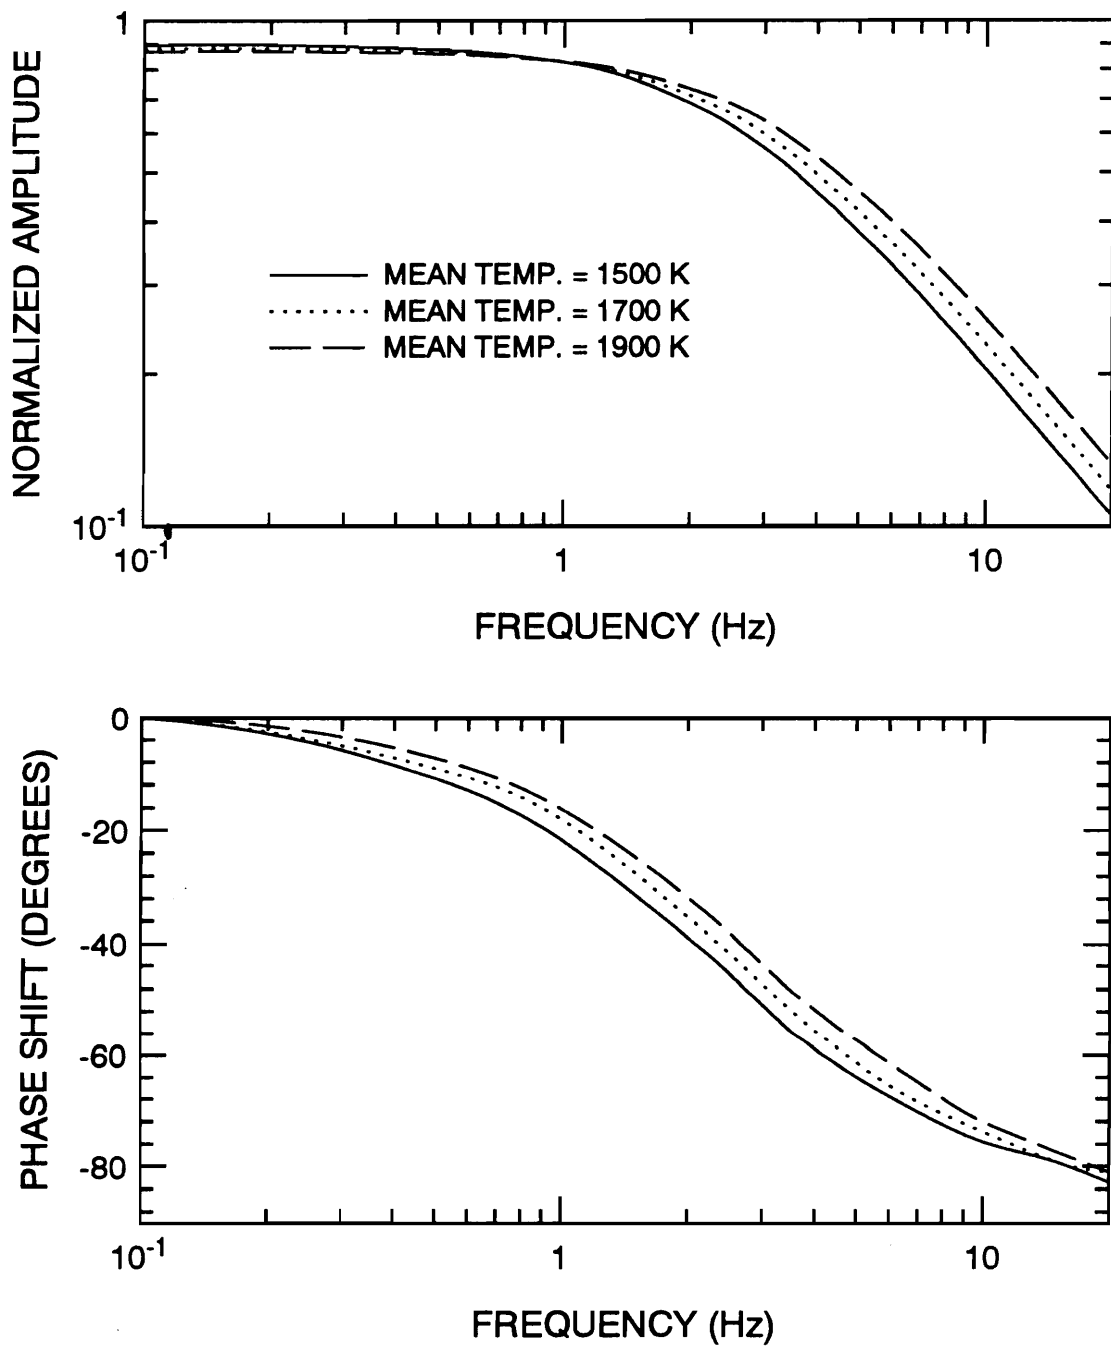 NORMALIZED AMPLITUDE
1
10-1
MEAN TEMP. = 1500 K
MEAN TEMP. = 1700 K
MEAN TEMP. = 1900 K
10-1 1 10
FREQUENCY (Hz)
PHASE SHIFT (DEGREES)
0
-20
-40
-60
-80
10-1 1 10
FREQUENCY (Hz)